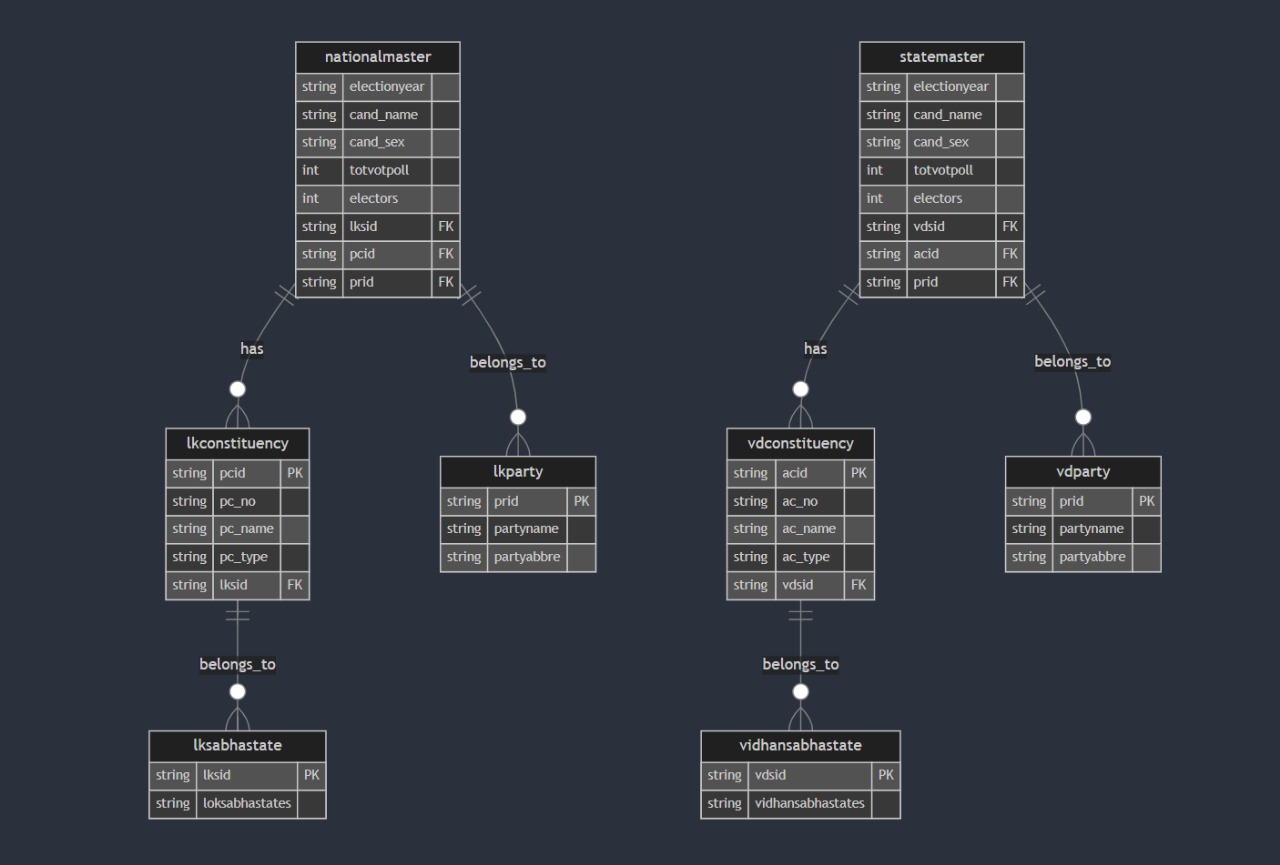 nationalmaster
string electionyear
string cand_name
string cand_sex
int totvotpoll
int electors
string lksid FK
string pcid FK
string prid FK
statemaster
string electionyear
string cand_name
string cand_sex
int totvotpoll
int electors
string vdsid FK
string acid FK
string prid FK
has
belongs_to
has
belongs_to
lkconstituency
string pcid PK
string pc_no
string pc_name
string pc_type
string lksid FK
lkparty
string prid PK
string partyname
string partyabbre
vdconstituency
string acid PK
string ac_no
string ac_name
string ac_type
string vdsid FK
vdparty
string prid PK
string partyname
string partyabbre
belongs_to
belongs_to
lksabhastate
string lksid PK
string loksabhastates
vidhansabhastate
string vdsid PK
string vidhansabhastates